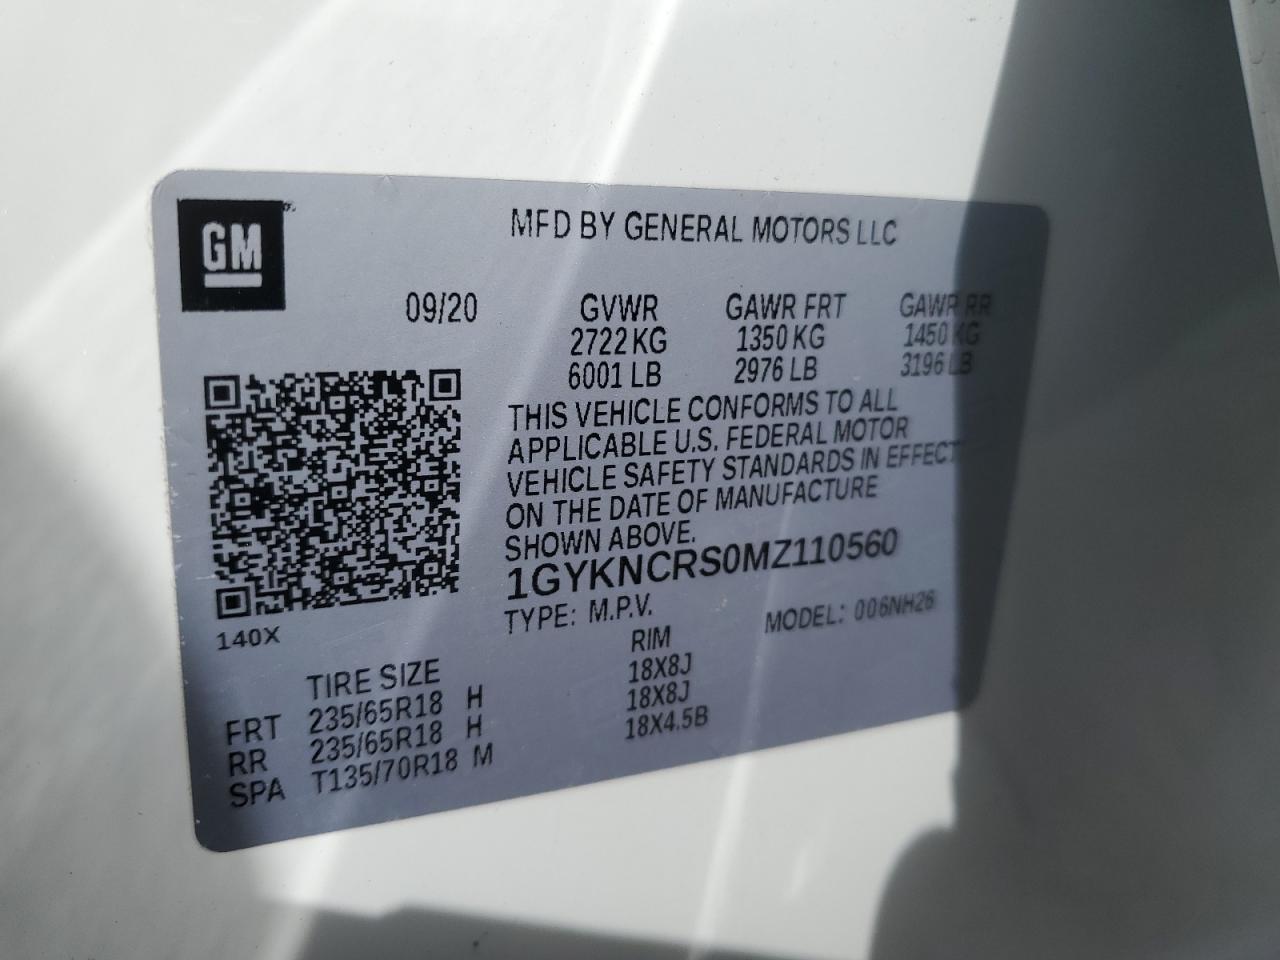 GM
MFD BY GENERAL MOTORS LLC
09/20 GVWR GAWR FRT GAWR RR
2722 KG 1350 KG 1450 KG
6001 LB 2976 LB 3196 LB
THIS VEHICLE CONFORMS TO ALL
APPLICABLE U.S. FEDERAL MOTOR
VEHICLE SAFETY STANDARDS IN EFFECT
ON THE DATE OF MANUFACTURE
SHOWN ABOVE.
1GYKNCRS0MZ110560
TYPE: M.P.V. MODEL: 006NH26
140X
TIRE SIZE RIM
FRT 235/65R18 H 18X8J
RR 235/65R18 H 18X8J
SPA T135/70R18 M 18X4.5B